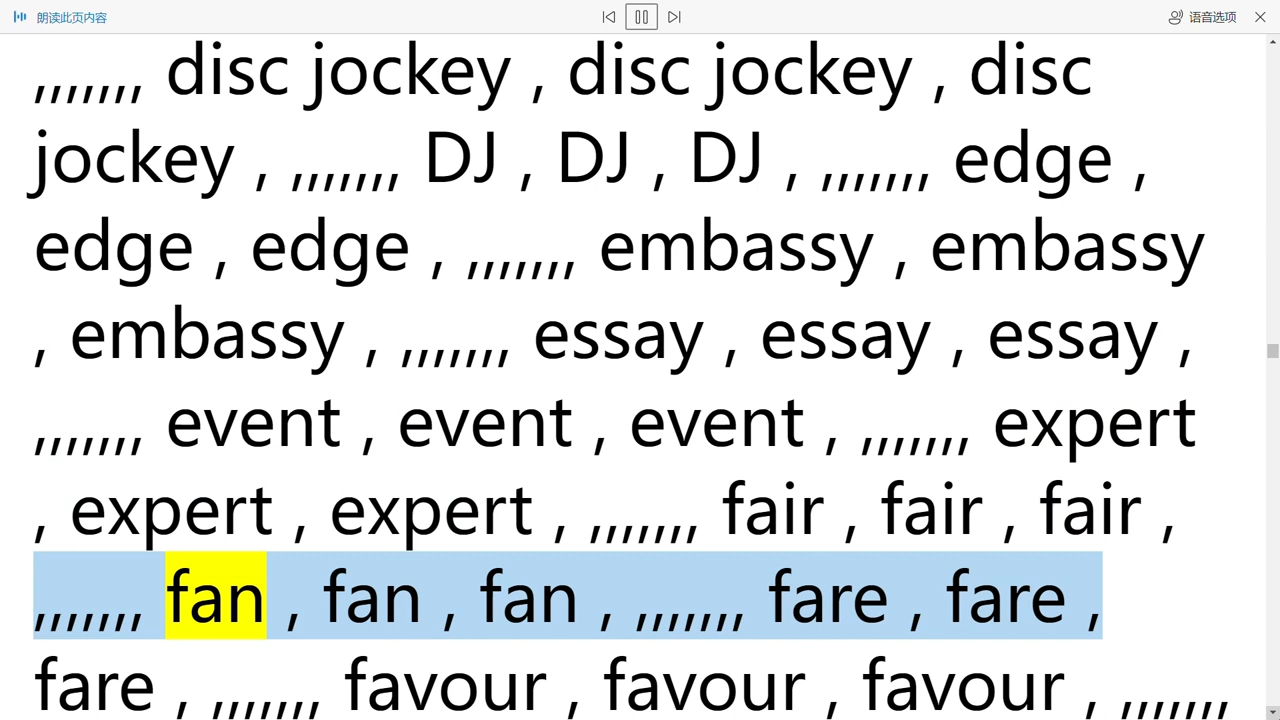 朗读此页内容 语音选项
,,,,,,, disc jockey , disc jockey , disc
jockey , ,,,,,,, DJ , DJ , DJ , ,,,,,,, edge ,
edge , edge , ,,,,,,, embassy , embassy
, embassy , ,,,,,,, essay , essay , essay ,
,,,,,,, event , event , event , ,,,,,,, expert
, expert , expert , ,,,,,,, fair , fair , fair ,
,,,,,,, fan , fan , fan , ,,,,,,, fare , fare ,
fare , ,,,,,,, favour , favour , favour , ,,,,,,,